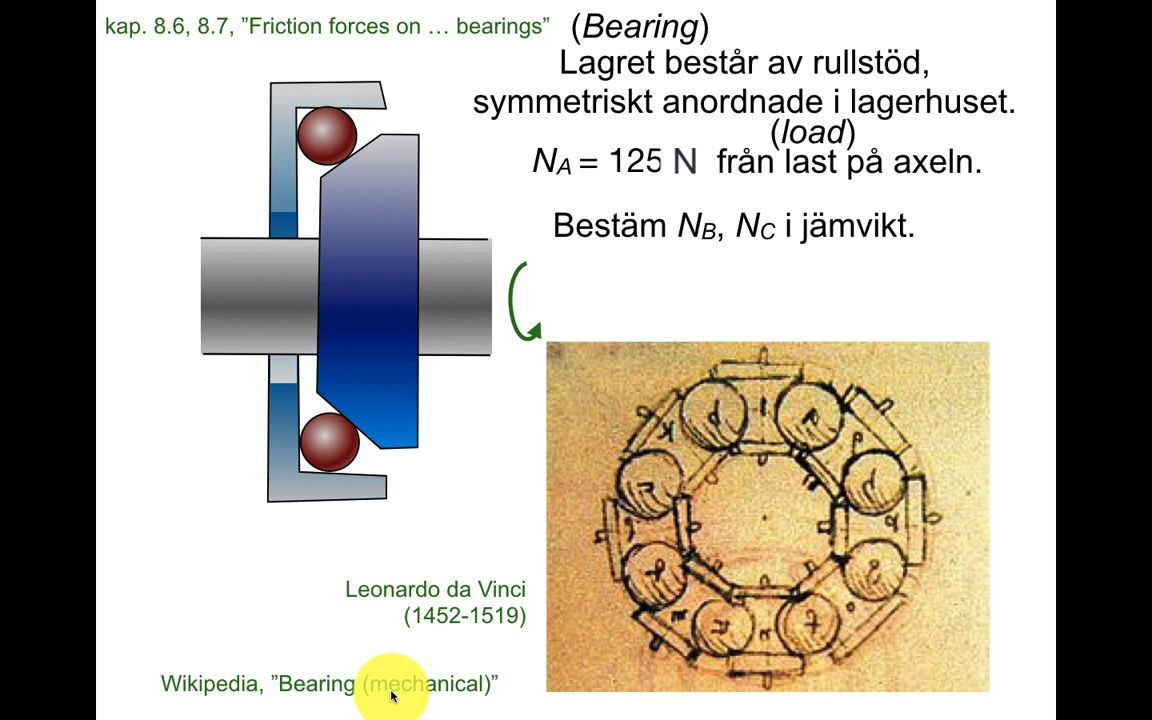 kap. 8.6, 8.7, ”Friction forces on … bearings”
(Bearing)
Lagret består av rullstöd,
symmetriskt anordnade i lagerhuset.
(load)
NA = 125 N från last på axeln.
Bestäm NB, NC i jämvikt.
Leonardo da Vinci
(1452-1519)
Wikipedia, ”Bearing (mechanical)”